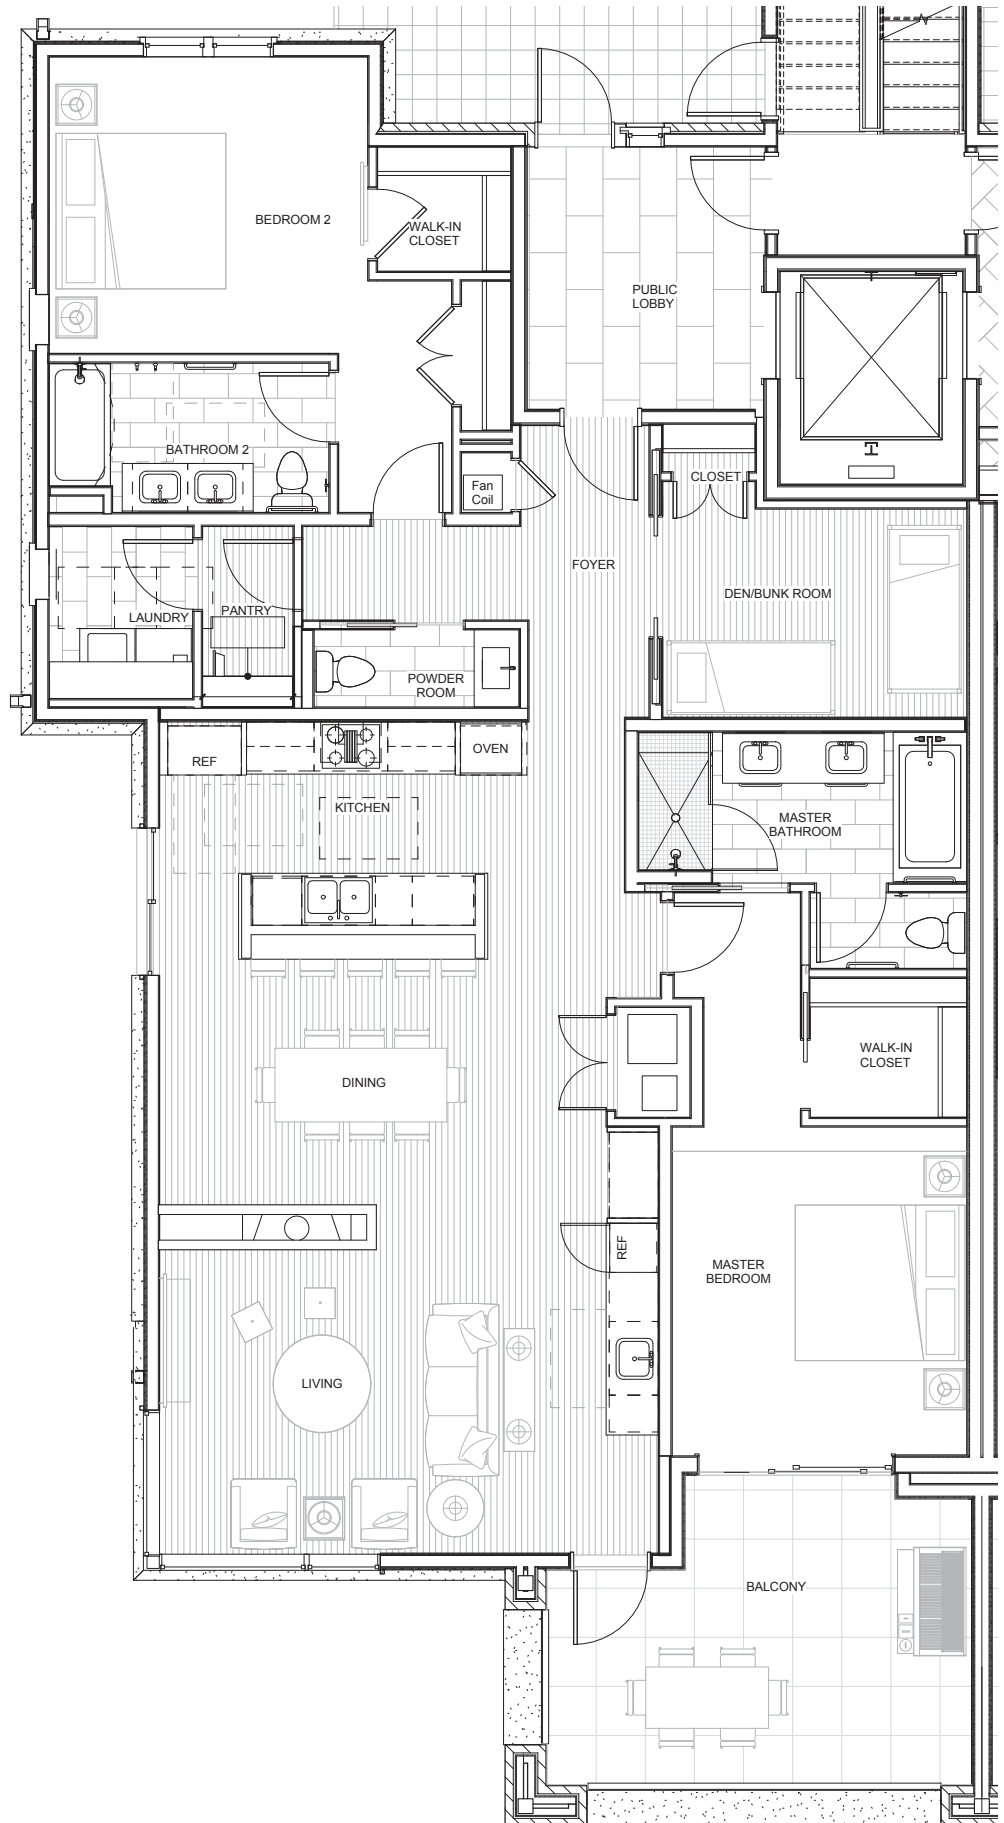 BEDROOM 2
WALK-IN
CLOSET
PUBLIC
LOBBY
BATHROOM 2
Fan
Coil
CLOSET
FOYER
DEN/BUNK ROOM
LAUNDRY
PANTRY
POWDER
ROOM
REF
OVEN
KITCHEN
MASTER
BATHROOM
DINING
WALK-IN
CLOSET
REF
MASTER
BEDROOM
LIVING
BALCONY